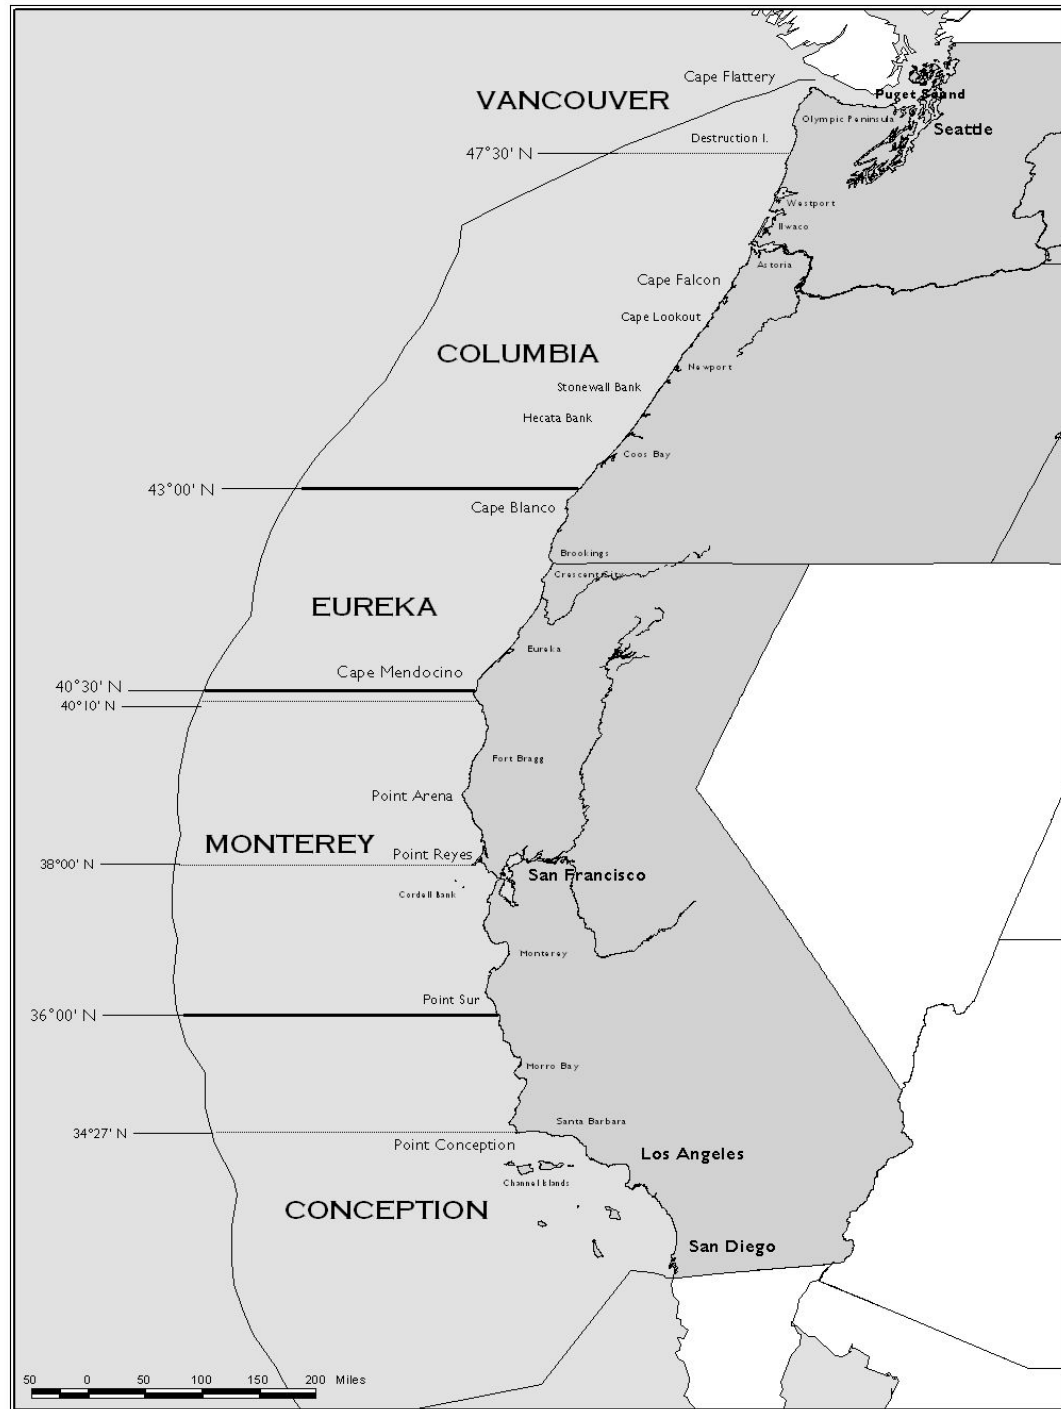 Cape Flattery
VANCOUVER
Puget Sound
Olympic Peninsula
Seattle
Destruction I.
47°30' N
Westport
Ilwaco
Astoria
Cape Falcon
Cape Lookout
COLUMBIA
Newport
Stonewall Bank
Hecata Bank
Coos Bay
43°00' N
Cape Blanco
Brookings
Crescent City
EUREKA
Eureka
Cape Mendocino
40°30' N
40°10' N
Fort Bragg
Point Arena
MONTEREY
Point Reyes
38°00' N
San Francisco
Cordell Bank
Monterey
Point Sur
36°00' N
Morro Bay
Santa Barbara
34°27' N
Point Conception
Los Angeles
Channel Islands
CONCEPTION
San Diego
50 0 50 100 150 200 Miles